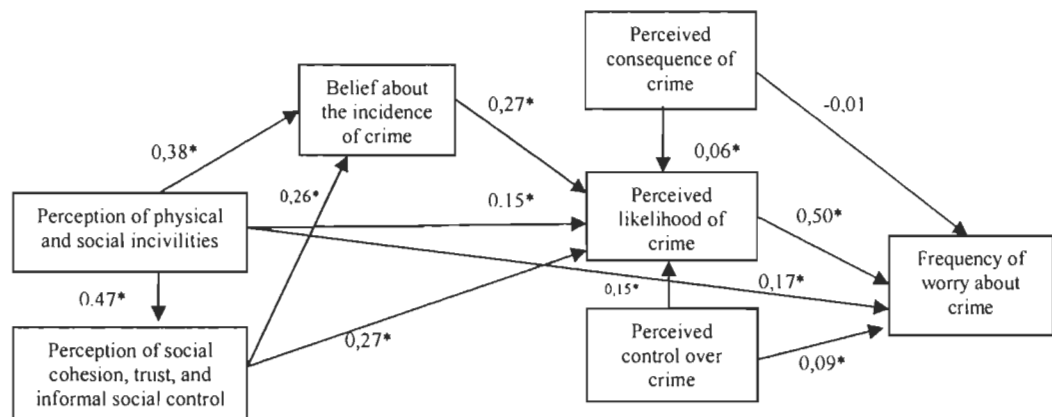 Perceived
consequence of
crime
Belief about
the incidence
of crime
0,27*
-0,01
0,38*
0,06*
0,26*
0.15*
Perception of physical
and social incivilities
Perceived
likelihood of
crime
0,50*
Frequency of
worry about
crime
0.47*
0,15*
0,17*
Perception of social
cohesion, trust, and
informal social control
0,27*
Perceived
control over
crime
0,09*